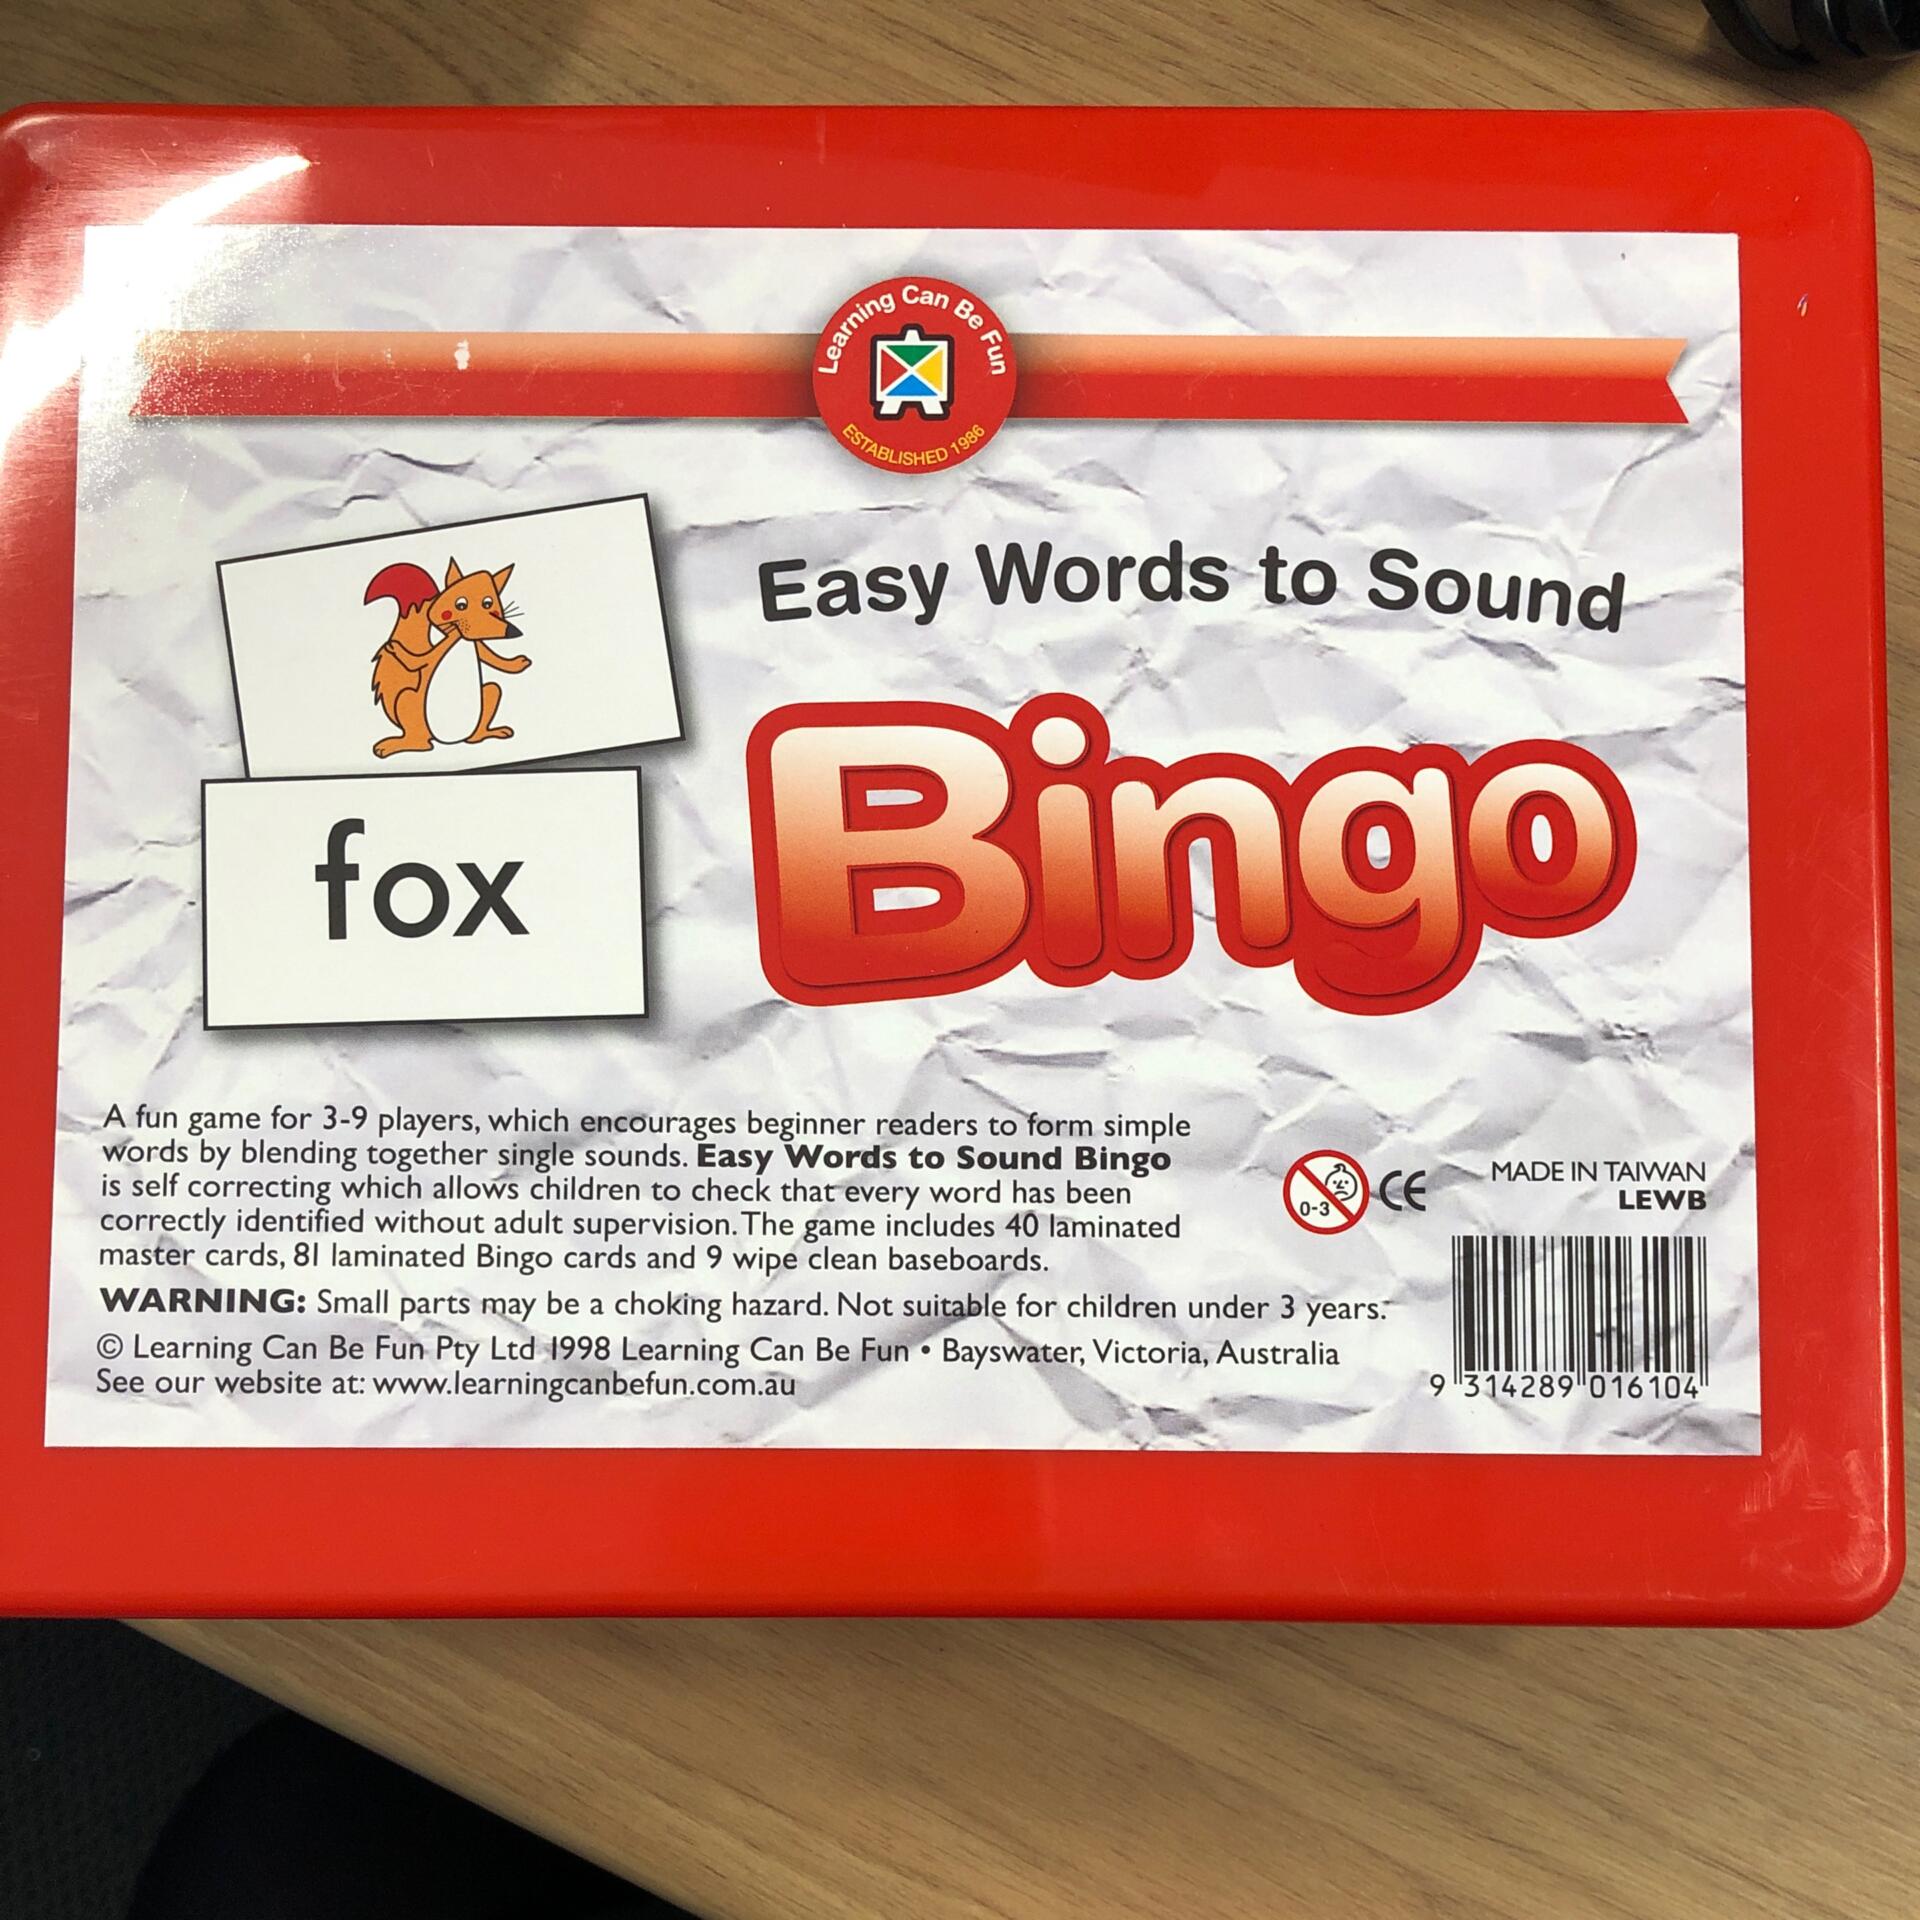 Learning Can Be Fun
ESTABLISHED 1986
Easy Words to Sound
Bingo
fox
A fun game for 3-9 players, which encourages beginner readers to form simple
words by blending together single sounds. Easy Words to Sound Bingo
is self correcting which allows children to check that every word has been
correctly identified without adult supervision. The game includes 40 laminated
master cards, 81 laminated Bingo cards and 9 wipe clean baseboards.
WARNING: Small parts may be a choking hazard. Not suitable for children under 3 years.
© Learning Can Be Fun Pty Ltd 1998 Learning Can Be Fun • Bayswater, Victoria, Australia
See our website at: www.learningcanbefun.com.au
0-3
CE
MADE IN TAIWAN
LEWB
9 314289 016104